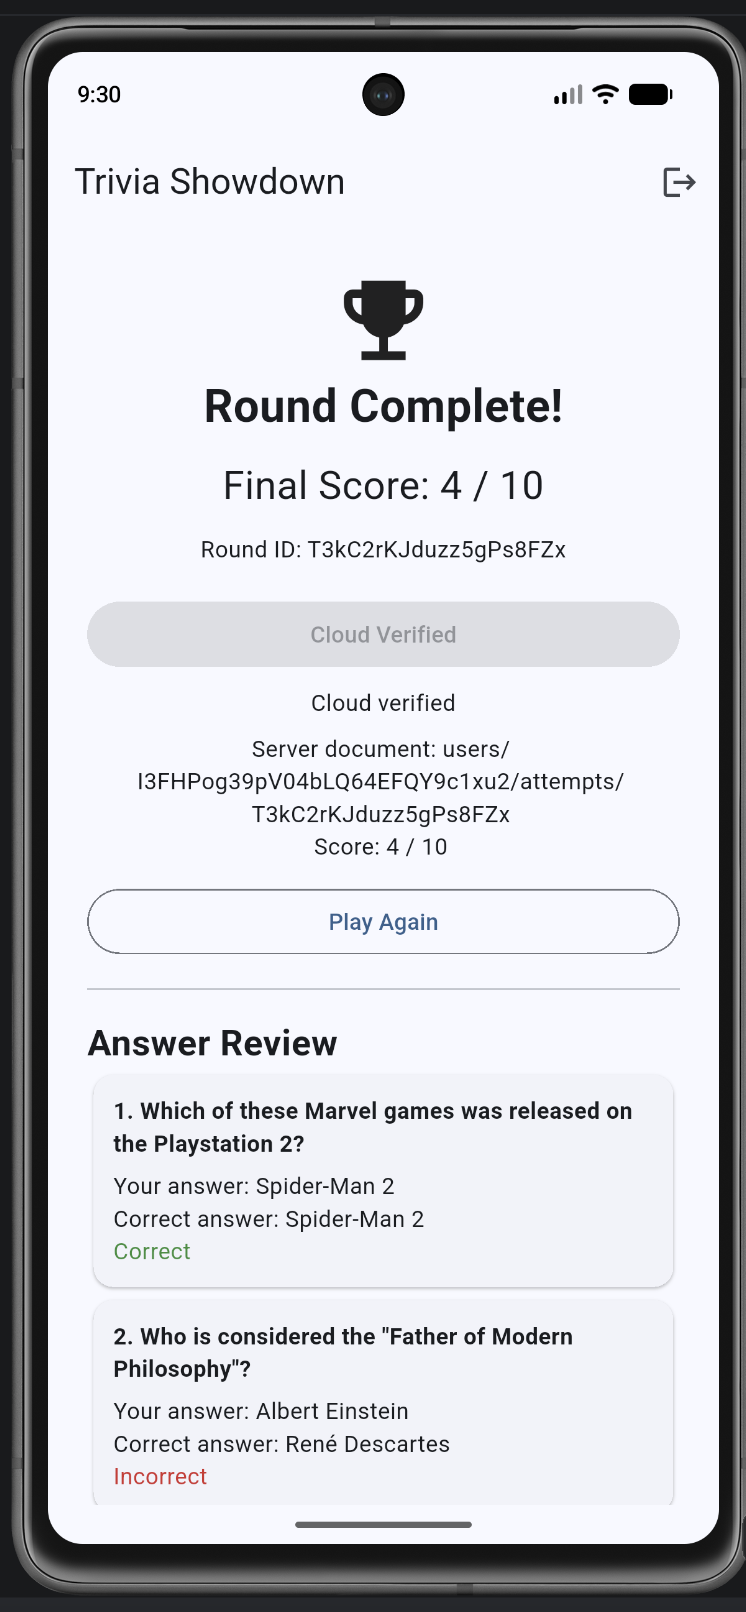 9:30
Trivia Showdown
Round Complete!
Final Score: 4 / 10
Round ID: T3kC2rKJduzz5gPs8FZx
Cloud Verified
Cloud verified
Server document: users/
I3FHPog39pV04bLQ64EFQY9c1xu2/attempts/
T3kC2rKJduzz5gPs8FZx
Score: 4 / 10
Play Again
Answer Review
1. Which of these Marvel games was released on
the Playstation 2?
Your answer: Spider-Man 2
Correct answer: Spider-Man 2
Correct
2. Who is considered the "Father of Modern
Philosophy"?
Your answer: Albert Einstein
Correct answer: René Descartes
Incorrect